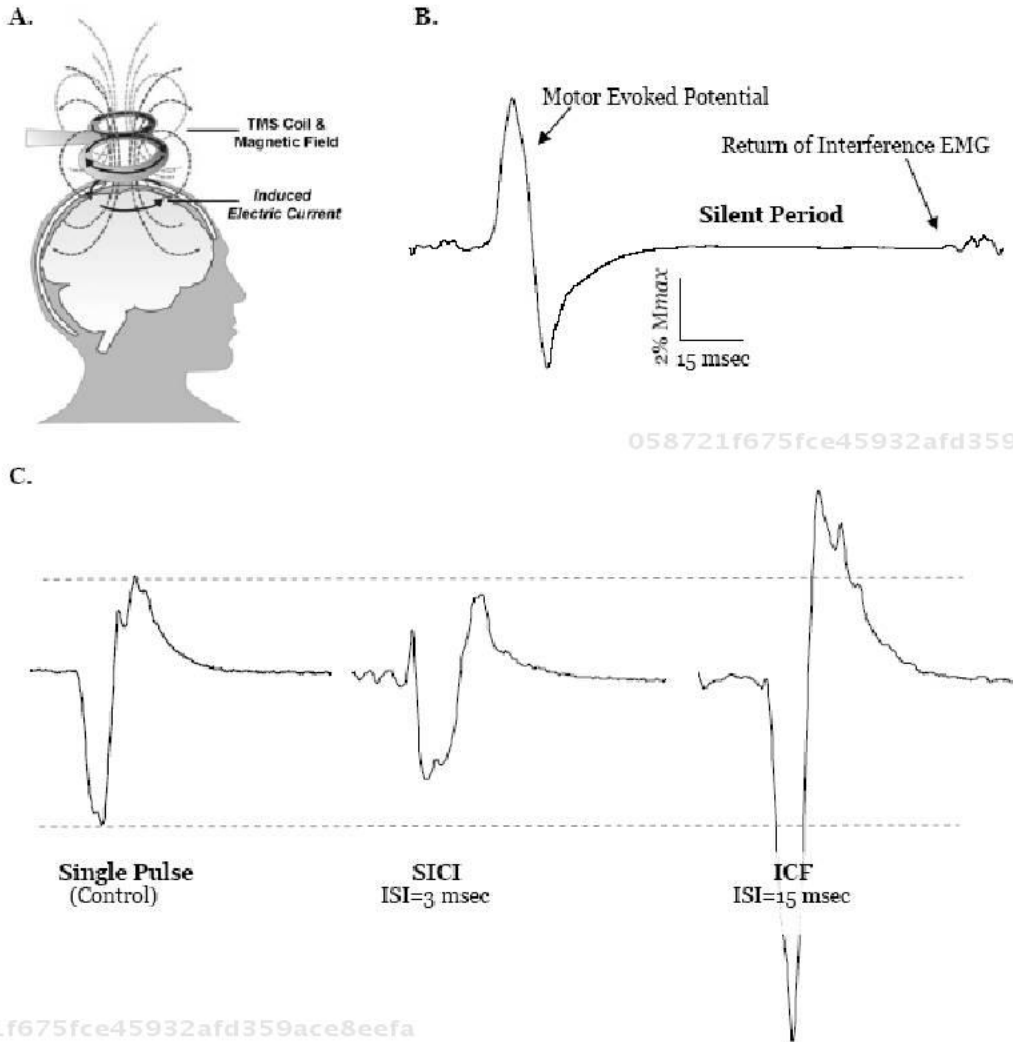 A.
TMS Coil &
Magnetic Field
Induced
Electric Current
B.
Motor Evoked Potential
Return of Interference EMG
Silent Period
2% Mmax
15 msec
058721f675fce45932afd359
C.
Single Pulse
(Control)
SICI
ISI=3 msec
ICF
ISI=15 msec
f675fce45932afd359ace8eefa